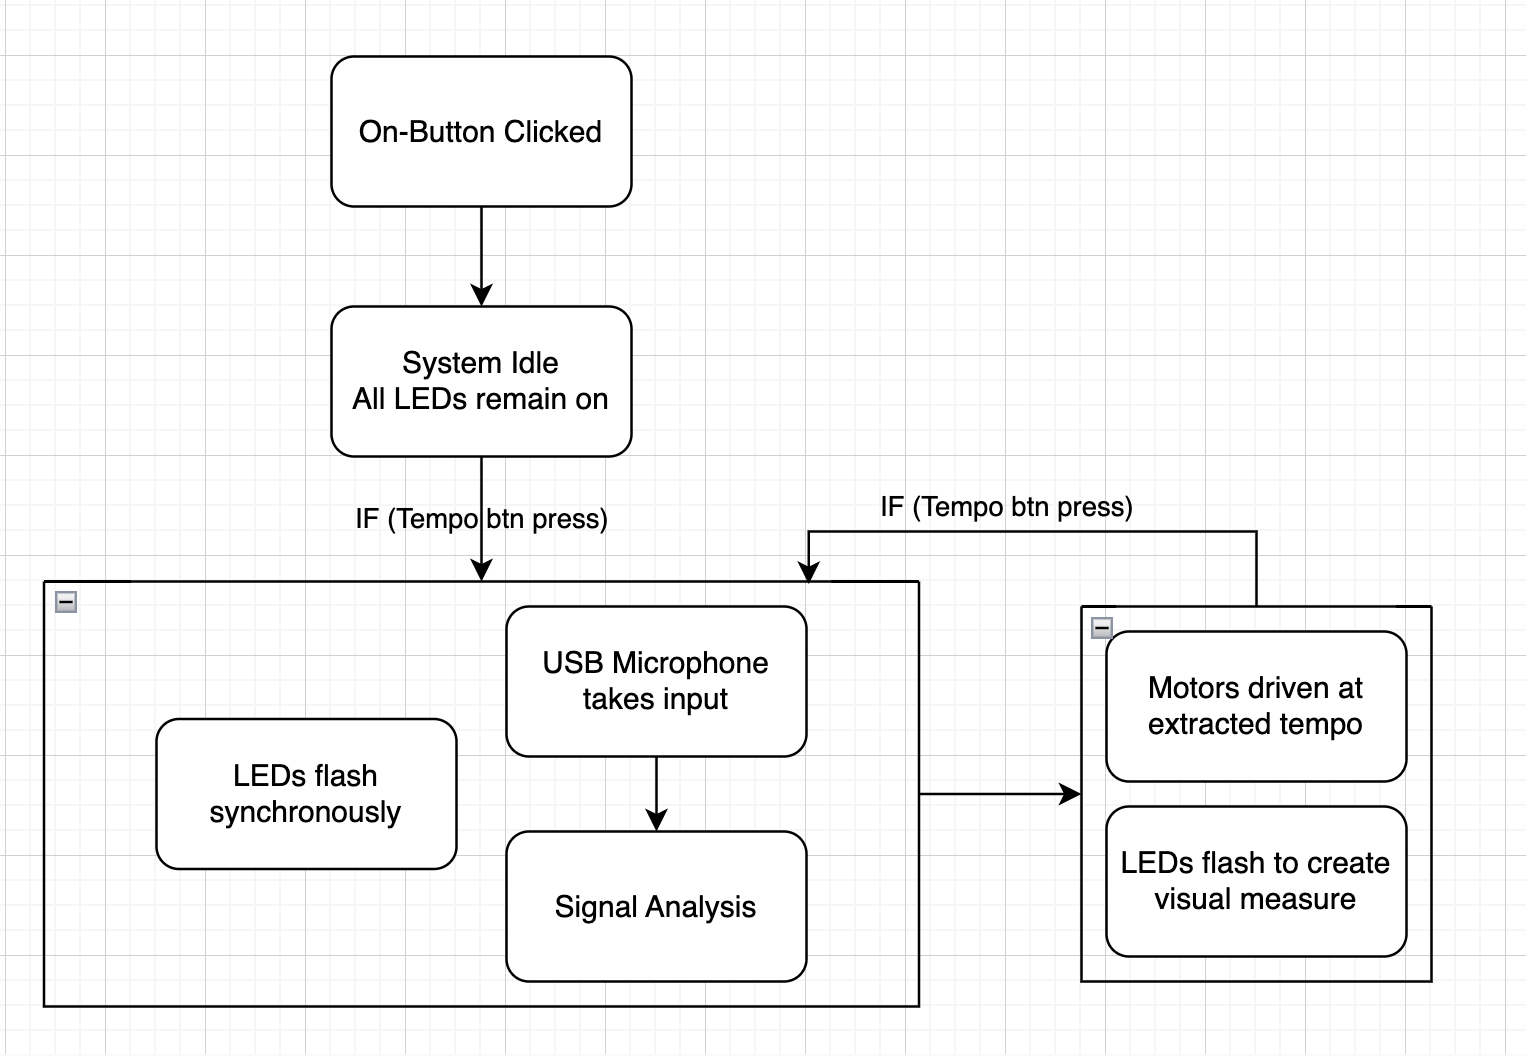 On-Button Clicked
System Idle
All LEDs remain on
IF (Tempo btn press)
IF (Tempo btn press)
USB Microphone
takes input
LEDs flash
synchronously
Signal Analysis
Motors driven at
extracted tempo
LEDs flash to create
visual measure